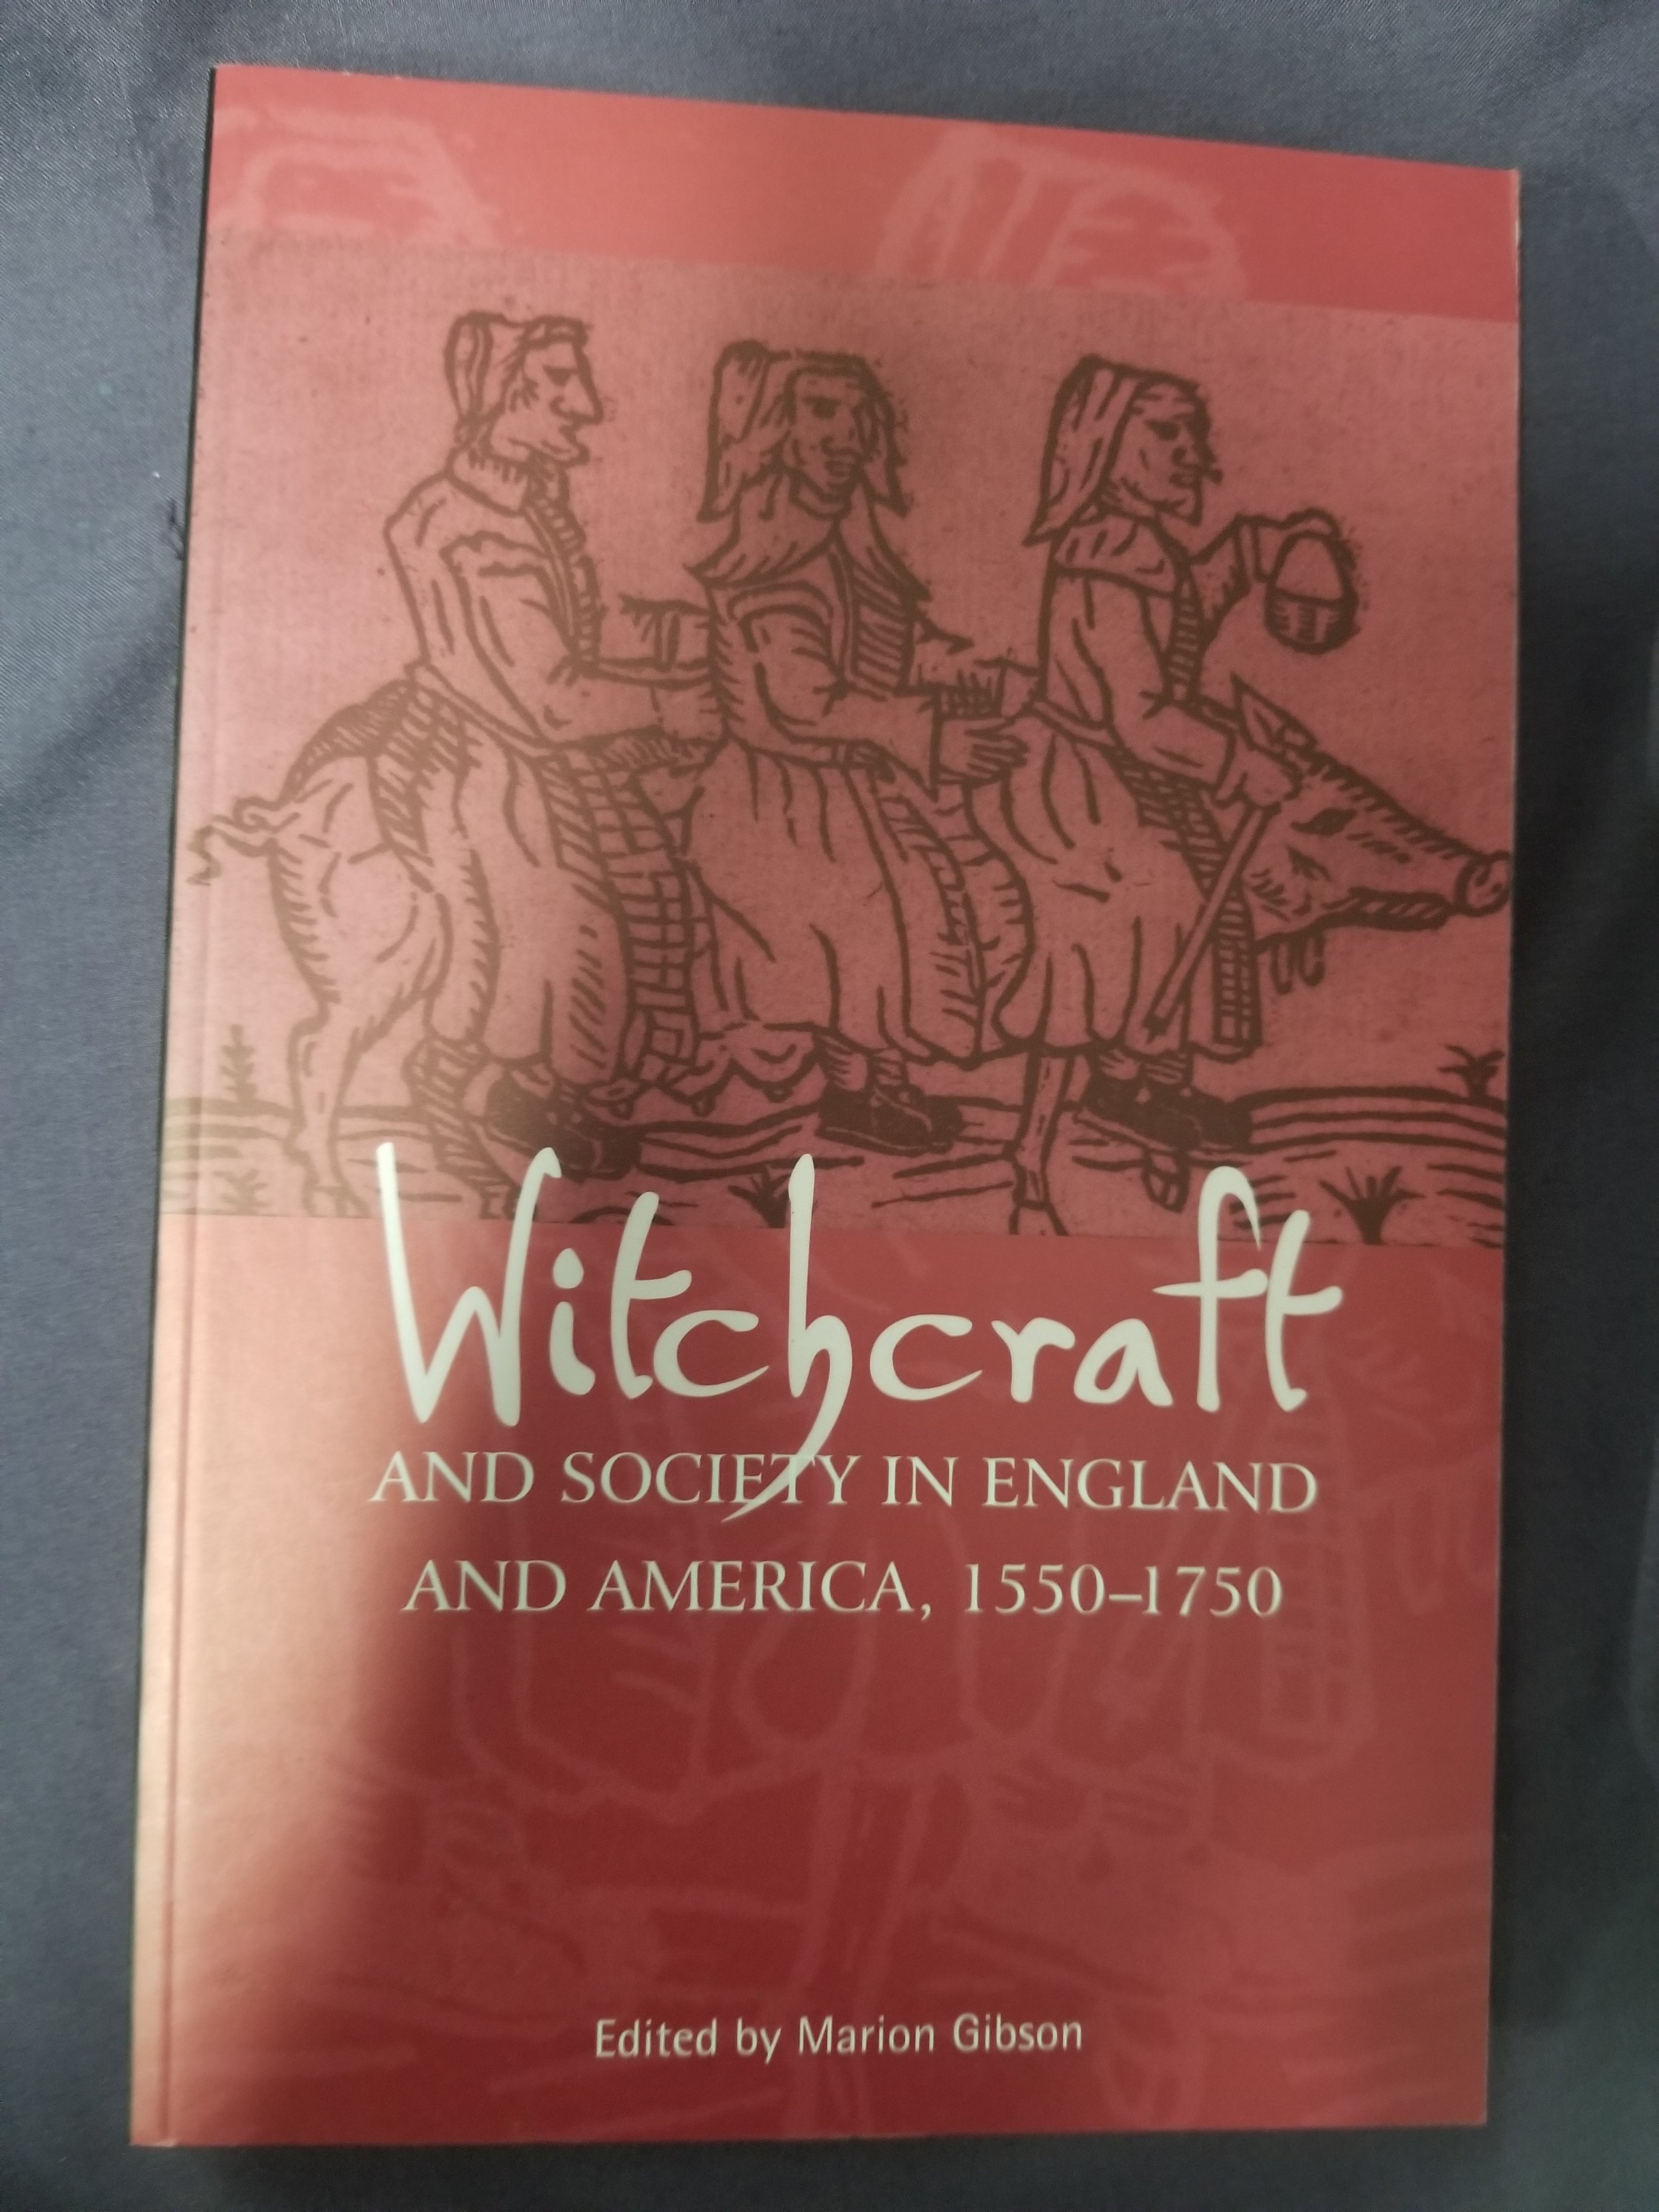 Witchcraft
AND SOCIETY IN ENGLAND
AND AMERICA, 1550–1750
Edited by Marion Gibson